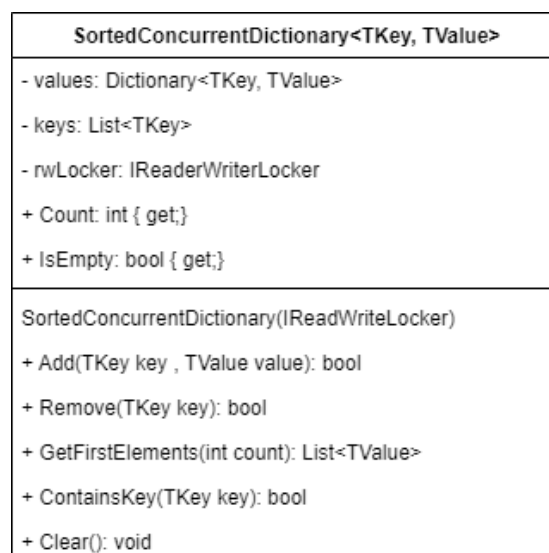 SortedConcurrentDictionary<TKey, TValue>
- values: Dictionary<TKey, TValue>
- keys: List<TKey>
- rwLocker: IReaderWriterLocker
+ Count: int { get;}
+ IsEmpty: bool { get;}
SortedConcurrentDictionary(IReadWriteLocker)
+ Add(TKey key , TValue value): bool
+ Remove(TKey key): bool
+ GetFirstElements(int count): List<TValue>
+ ContainsKey(TKey key): bool
+ Clear(): void